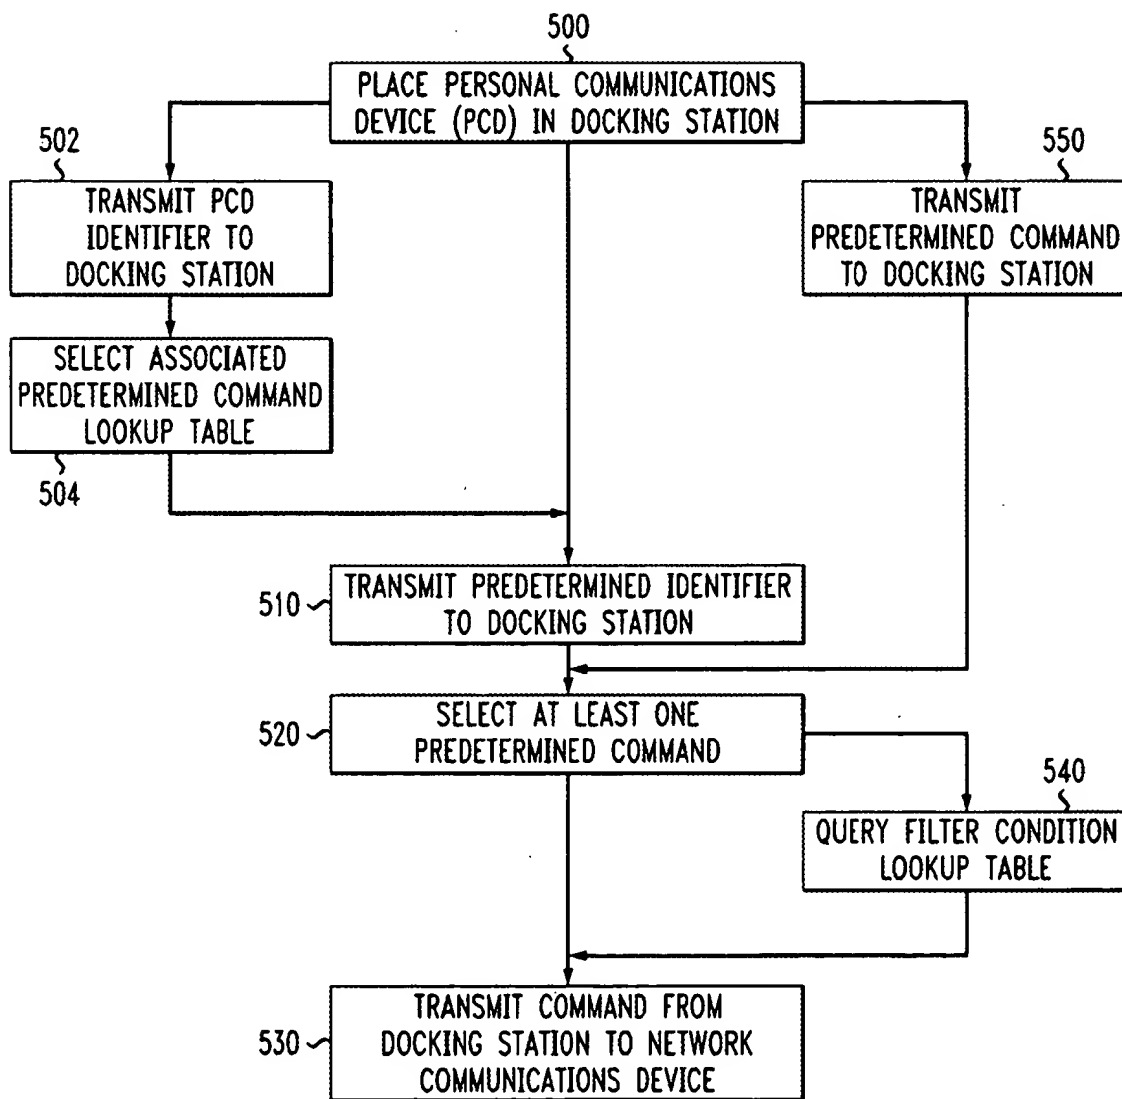 500
PLACE PERSONAL COMMUNICATIONS
DEVICE (PCD) IN DOCKING STATION
502
TRANSMIT PCD
IDENTIFIER TO
DOCKING STATION
550
TRANSMIT
PREDETERMINED COMMAND
TO DOCKING STATION
SELECT ASSOCIATED
PREDETERMINED COMMAND
LOOKUP TABLE
504
510
TRANSMIT PREDETERMINED IDENTIFIER
TO DOCKING STATION
520
SELECT AT LEAST ONE
PREDETERMINED COMMAND
540
QUERY FILTER CONDITION
LOOKUP TABLE
530
TRANSMIT COMMAND FROM
DOCKING STATION TO NETWORK
COMMUNICATIONS DEVICE